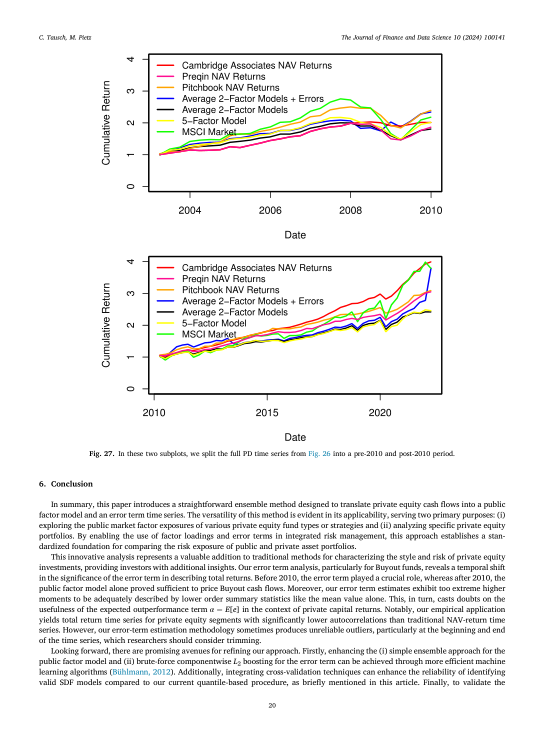 C. Tausch, M. Pietz
The Journal of Finance and Data Science 10 (2024) 100141
Cambridge Associates NAV Returns
Preqin NAV Returns
Pitchbook NAV Returns
Average 2−Factor Models + Errors
Average 2−Factor Models
5−Factor Model
MSCI Market
Cumulative Return
0
1
2
3
4
2004
2006
2008
2010
Date
Cambridge Associates NAV Returns
Preqin NAV Returns
Pitchbook NAV Returns
Average 2−Factor Models + Errors
Average 2−Factor Models
5−Factor Model
MSCI Market
Cumulative Return
0
1
2
3
4
2010
2015
2020
Date
Fig. 27. In these two subplots, we split the full PD time series from Fig. 26 into a pre-2010 and post-2010 period.
6. Conclusion
In summary, this paper introduces a straightforward ensemble method designed to translate private equity cash flows into a public
factor model and an error term time series. The versatility of this method is evident in its applicability, serving two primary purposes: (i)
exploring the public market factor exposures of various private equity fund types or strategies and (ii) analyzing specific private equity
portfolios. By enabling the use of factor loadings and error terms in integrated risk management, this approach establishes a stan-
dardized foundation for comparing the risk exposure of public and private asset portfolios.
This innovative analysis represents a valuable addition to traditional methods for characterizing the style and risk of private equity
investments, providing investors with additional insights. Our error term analysis, particularly for Buyout funds, reveals a temporal shift
in the significance of the error term in describing total returns. Before 2010, the error term played a crucial role, whereas after 2010, the
public factor model alone proved sufficient to price Buyout cash flows. Moreover, our error term estimates exhibit too extreme higher
moments to be adequately described by lower order summary statistics like the mean value alone. This, in turn, casts doubts on the
usefulness of the expected outperformance term α = E[e] in the context of private capital returns. Notably, our empirical application
yields total return time series for private equity segments with significantly lower autocorrelations than traditional NAV-return time
series. However, our error-term estimation methodology sometimes produces unreliable outliers, particularly at the beginning and end
of the time series, which researchers should consider trimming.
Looking forward, there are promising avenues for refining our approach. Firstly, enhancing the (i) simple ensemble approach for the
public factor model and (ii) brute-force componentwise L2 boosting for the error term can be achieved through more efficient machine
learning algorithms (Bühlmann, 2012). Additionally, integrating cross-validation techniques can enhance the reliability of identifying
valid SDF models compared to our current quantile-based procedure, as briefly mentioned in this article. Finally, to validate the
20